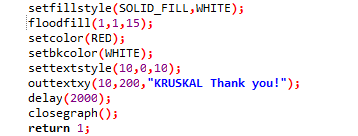 setfillstyle(SOLID_FILL,WHITE);
floodfill(1,1,15);
setcolor(RED);
setbkcolor(WHITE);
settextstyle(10,0,10);
outtextxy(10,200,"KRUSKAL Thank you!");
delay(2000);
closegraph();
return 1;